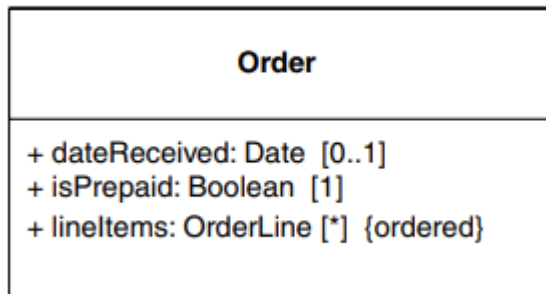 Order
+ dateReceived: Date [0..1]
+ isPrepaid: Boolean [1]
+ lineItems: OrderLine [*] {ordered}